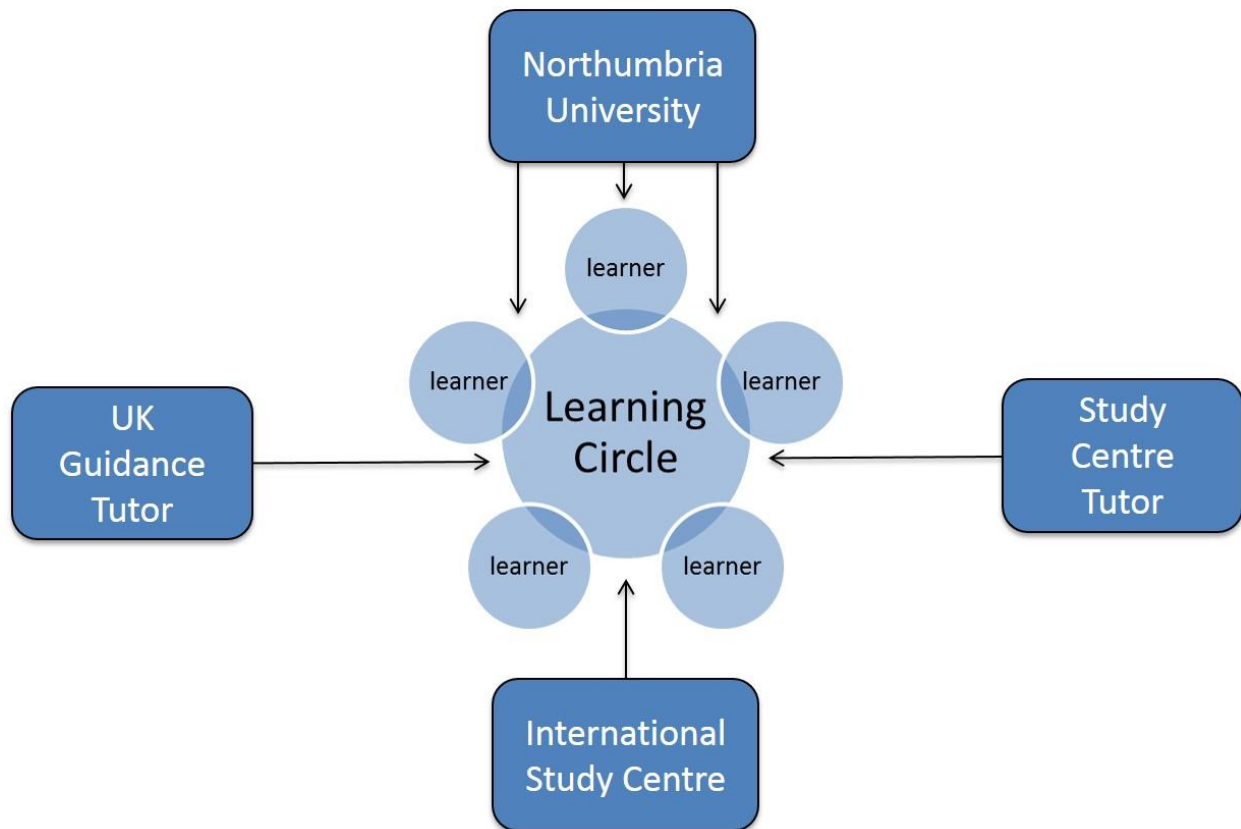 Northumbria
University
learner
learner
learner
Learning
Circle
UK
Guidance
Tutor
Study
Centre
Tutor
learner
learner
International
Study Centre